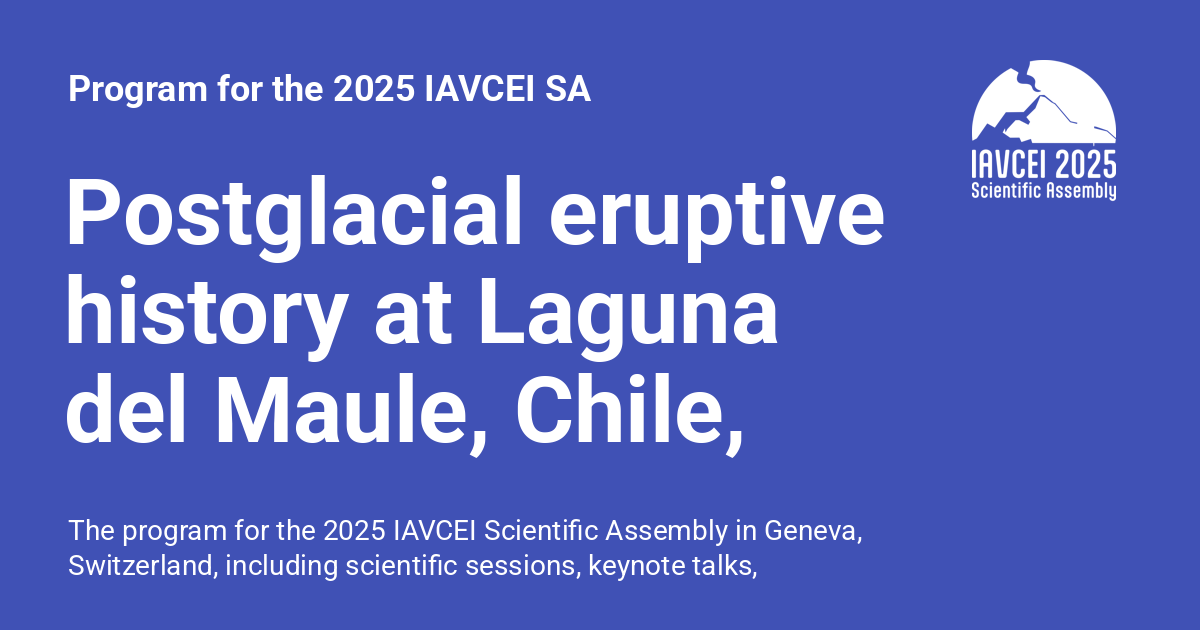 Program for the 2025 IAVCEI SA
IAVCEI 2025
Scientific Assembly
Postglacial eruptive
history at Laguna
del Maule, Chile,
The program for the 2025 IAVCEI Scientific Assembly in Geneva,
Switzerland, including scientific sessions, keynote talks,